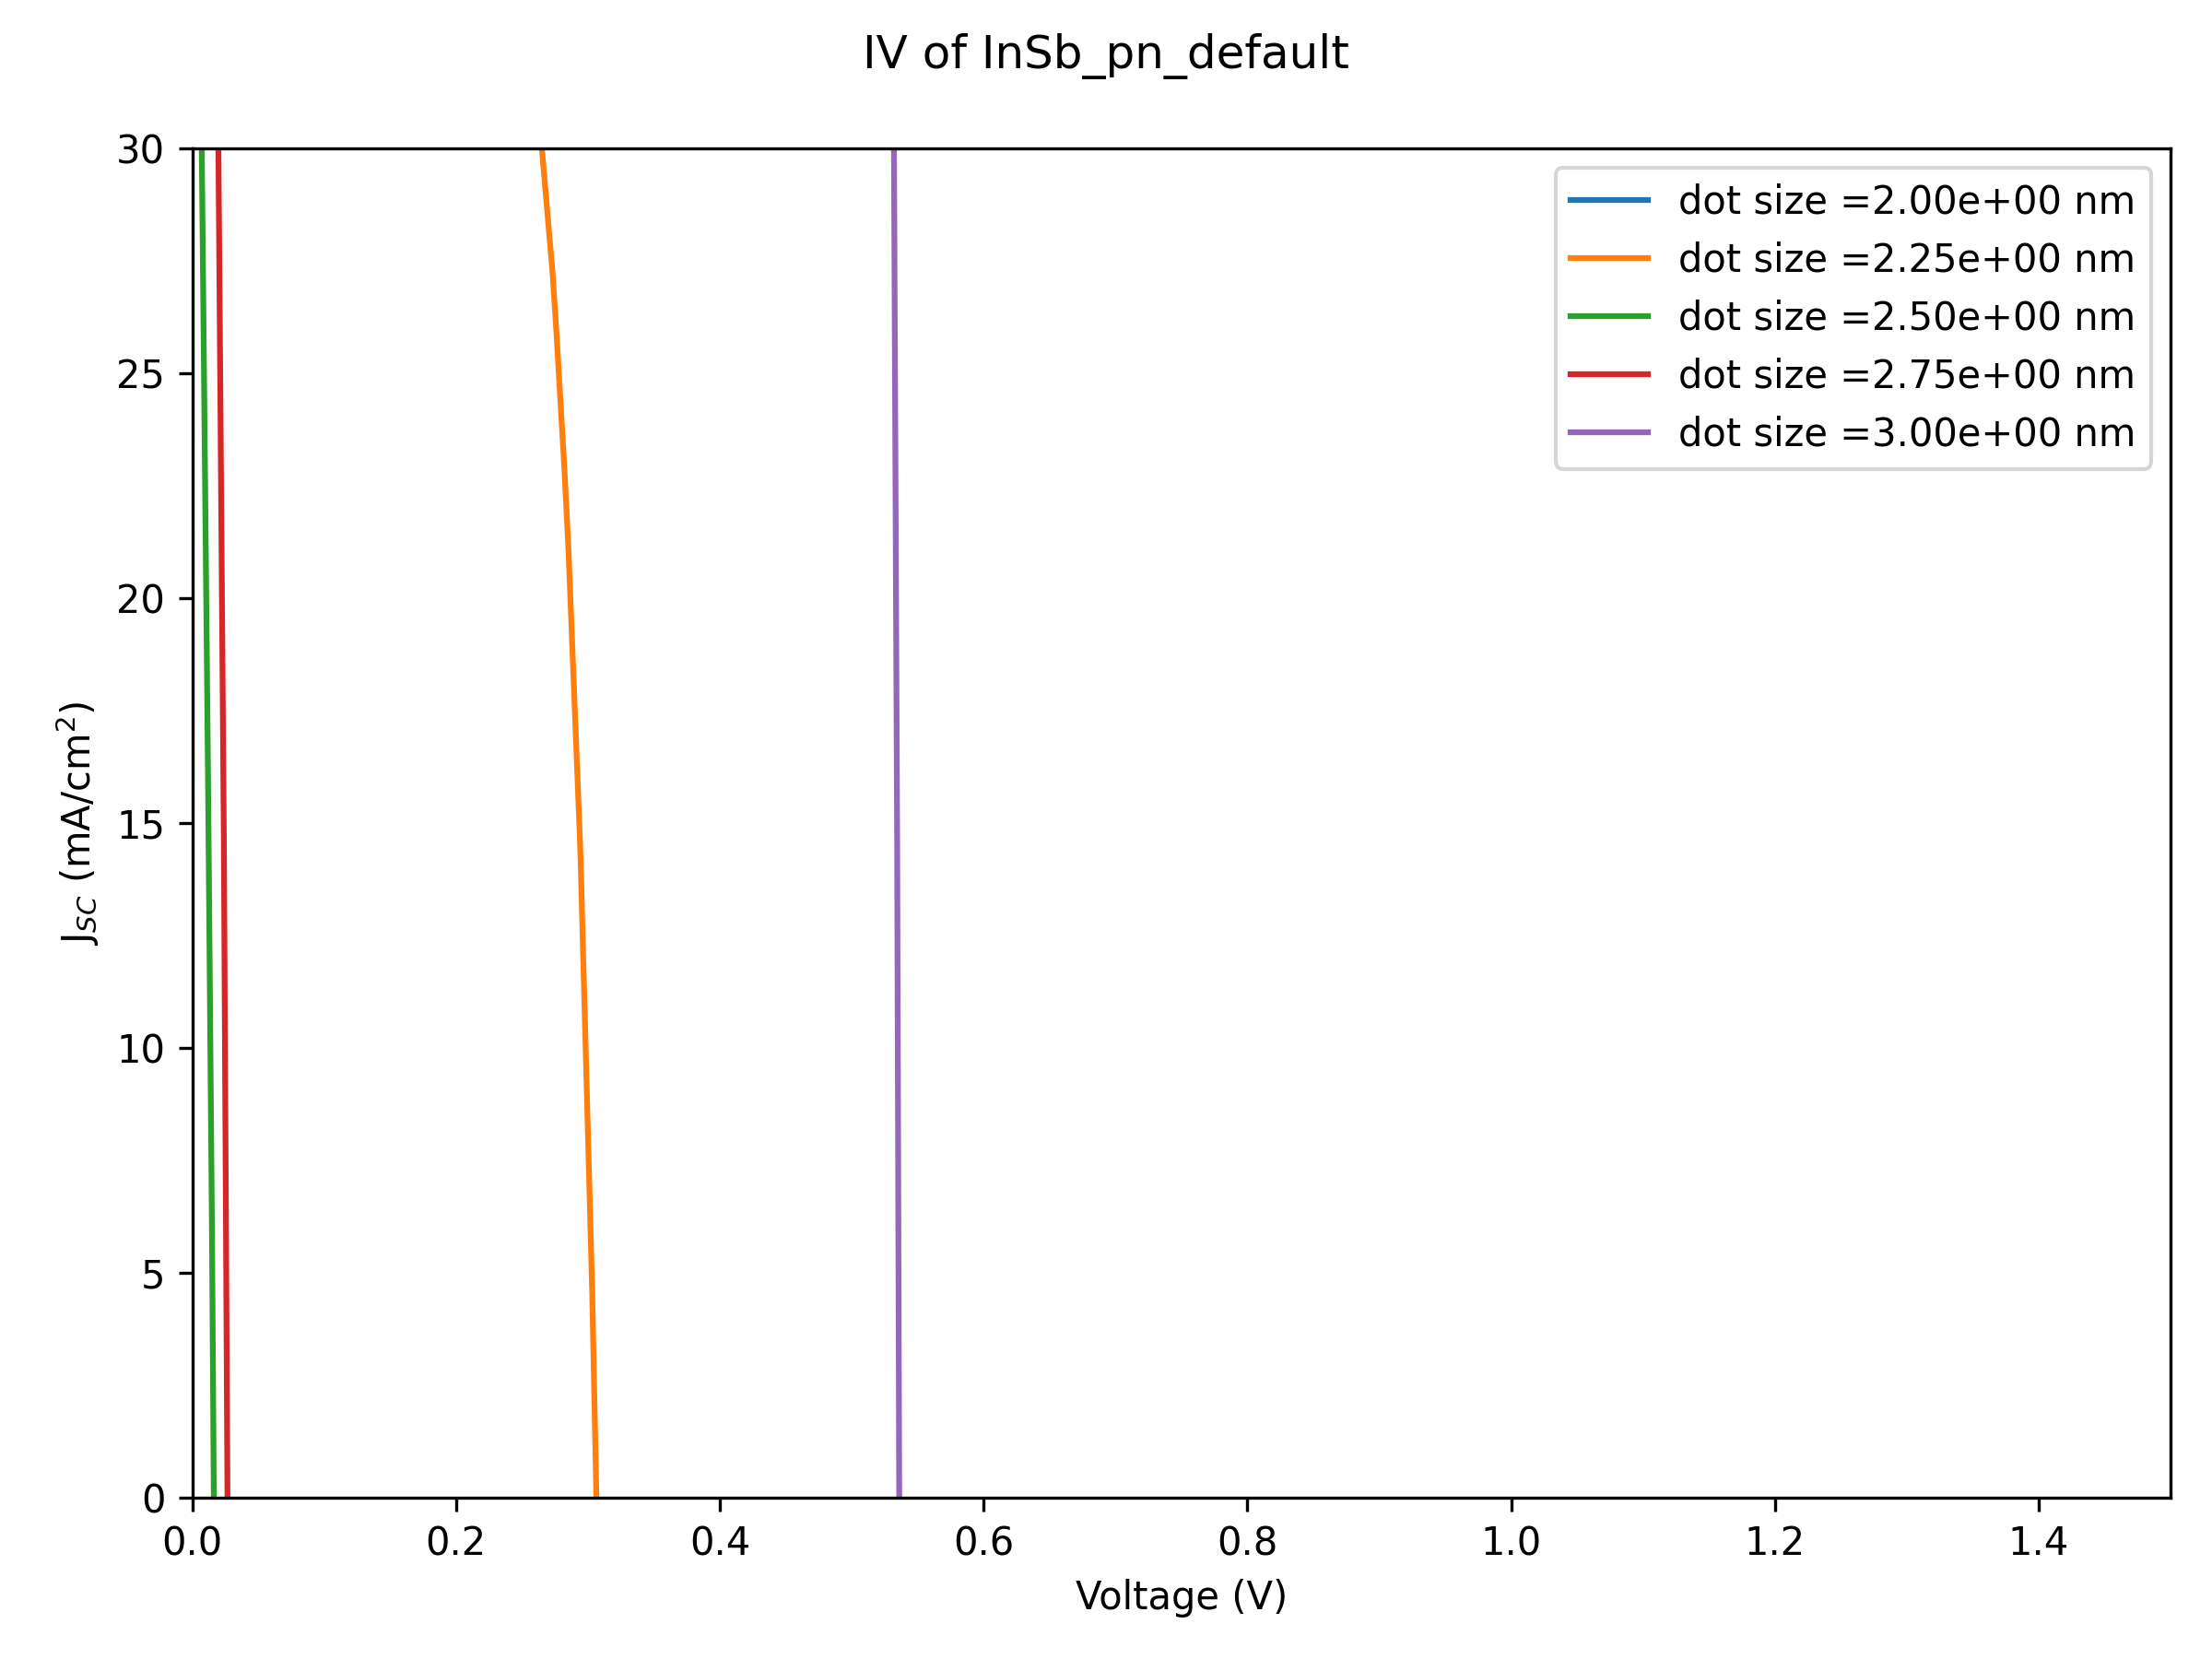 IV of InSb_pn_default
30
25
20
15
10
5
0
J_SC (mA/cm²)
dot size =2.00e+00 nm
dot size =2.25e+00 nm
dot size =2.50e+00 nm
dot size =2.75e+00 nm
dot size =3.00e+00 nm
0.0 0.2 0.4 0.6 0.8 1.0 1.2 1.4
Voltage (V)